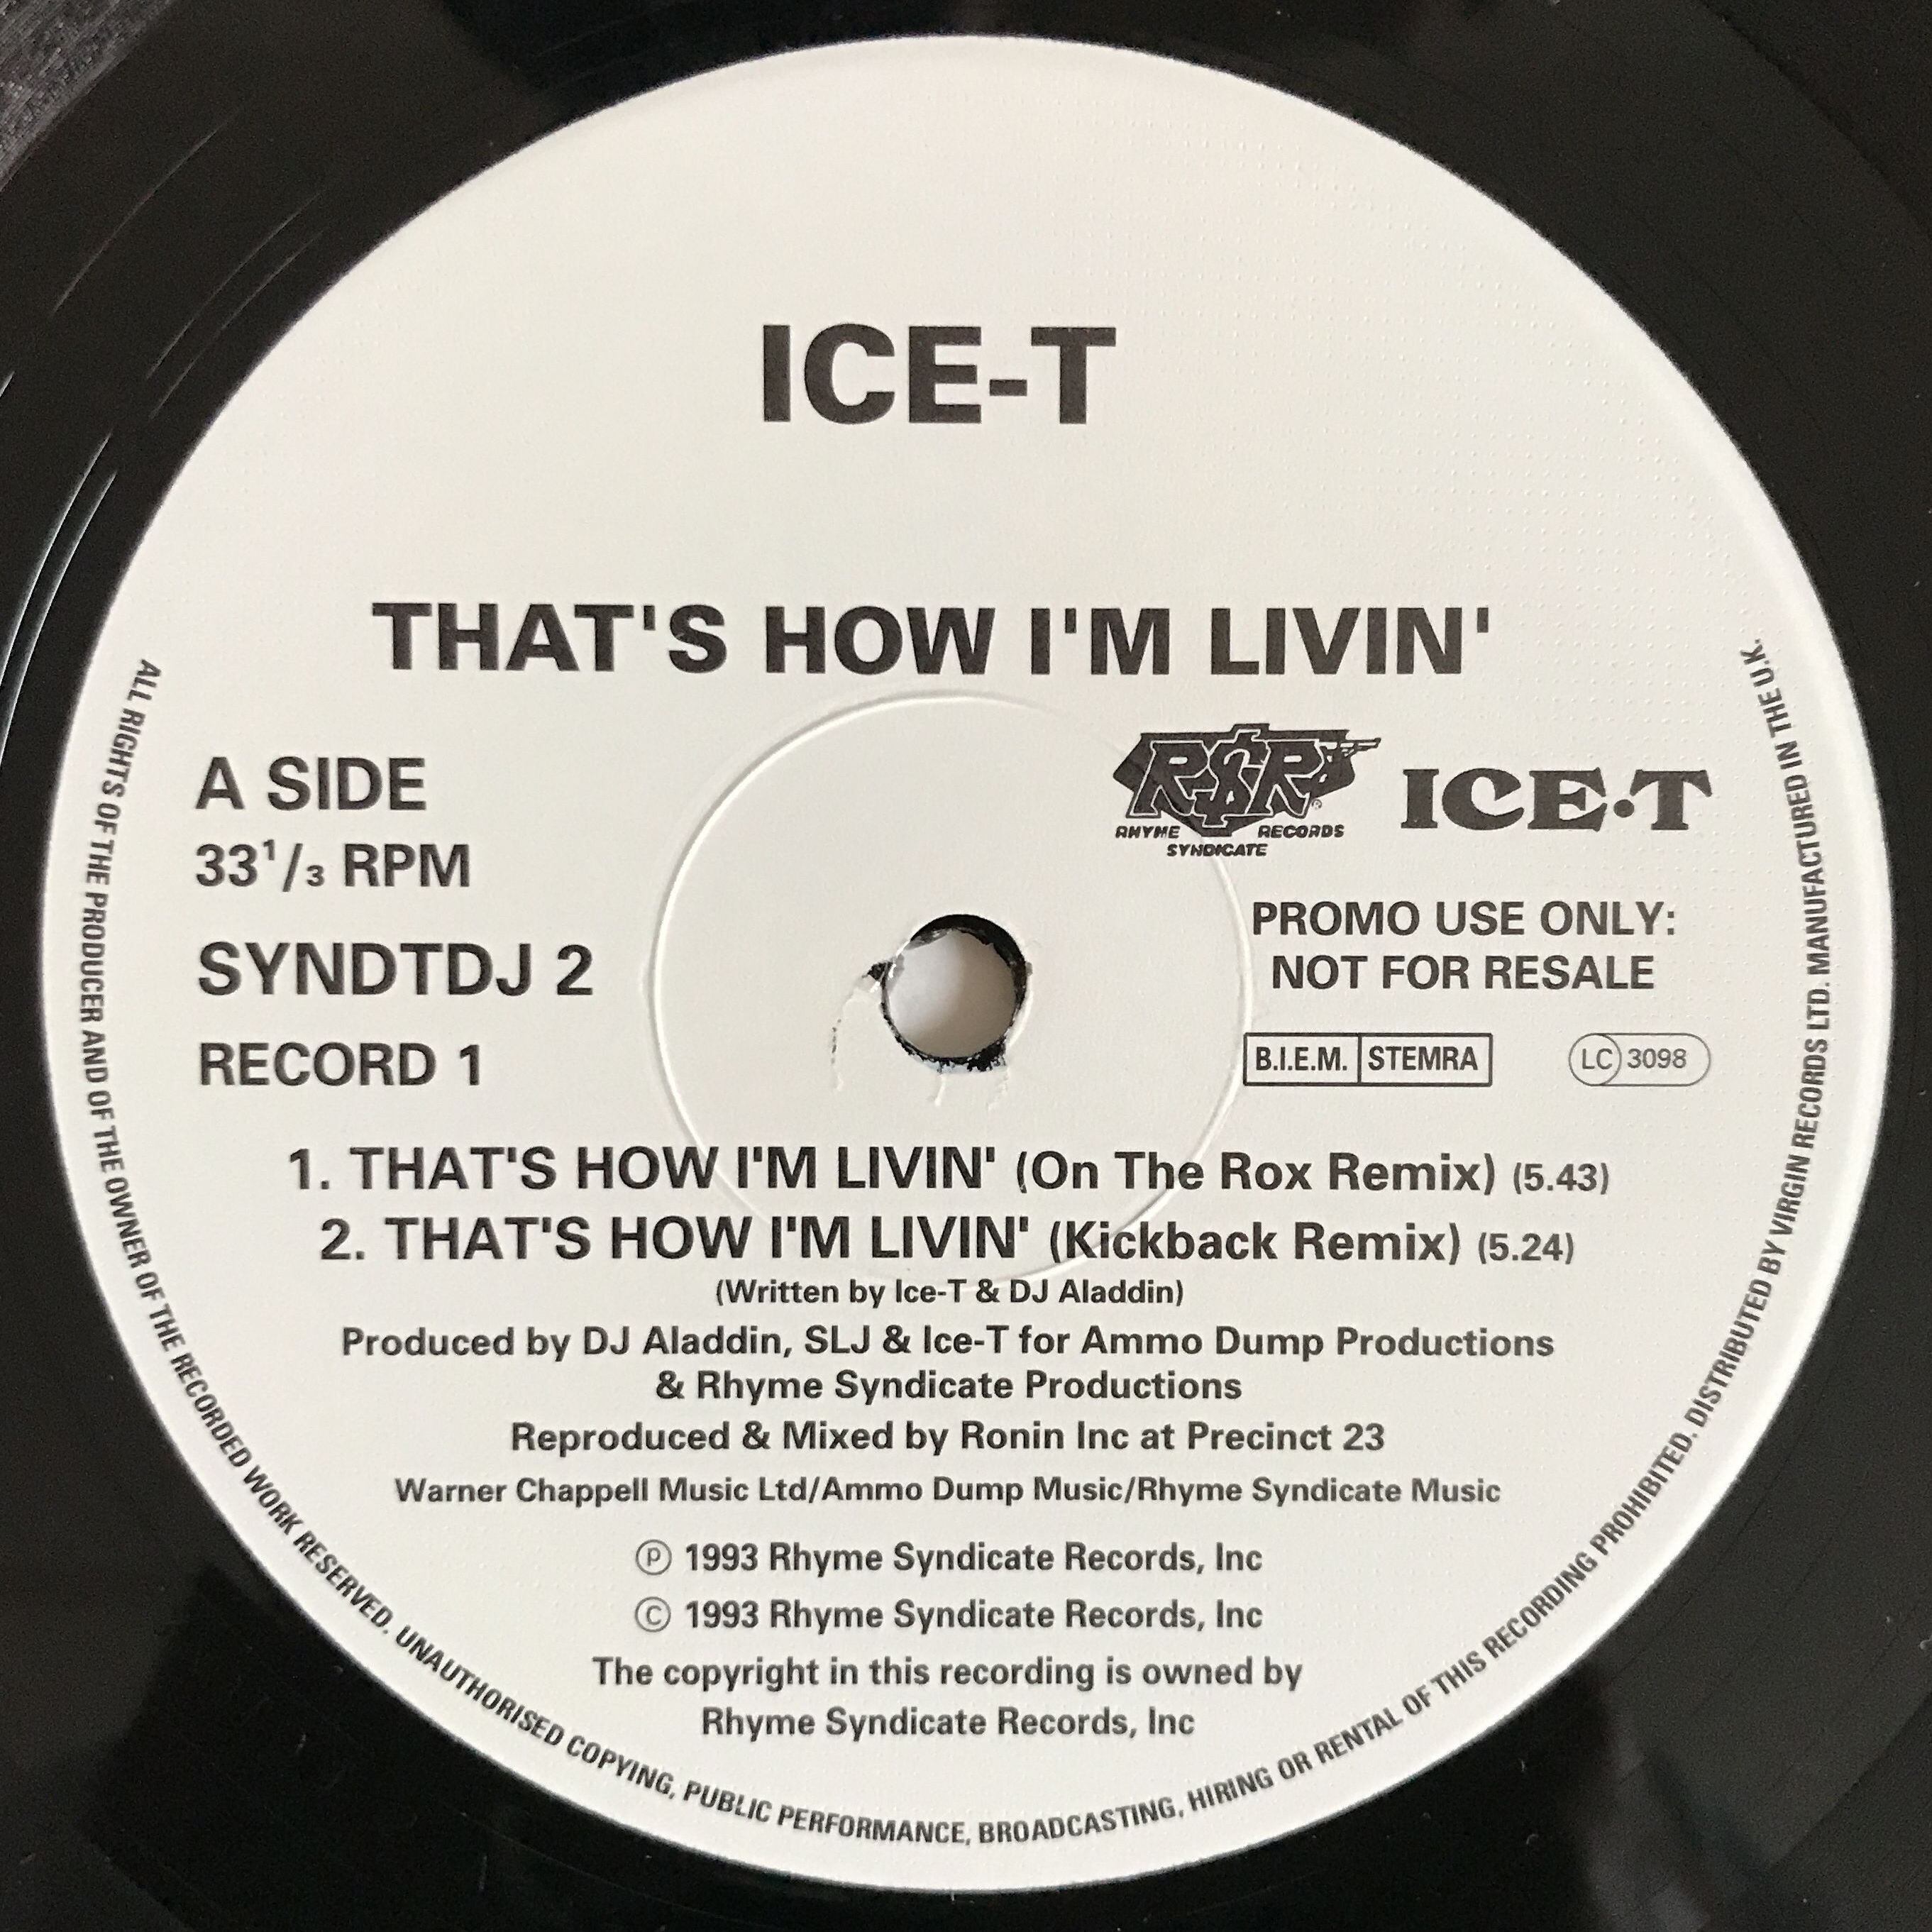 ICE-T
THAT'S HOW I'M LIVIN'
A SIDE
33 1/3 RPM
SYNDTDJ 2
RECORD 1
R$R ®
RHYME RECORDS
SYNDICATE
ICE·T
PROMO USE ONLY:
NOT FOR RESALE
B.I.E.M. STEMRA
LC 3098
1. THAT'S HOW I'M LIVIN' (On The Rox Remix) (5.43)
2. THAT'S HOW I'M LIVIN' (Kickback Remix) (5.24)
(Written by Ice-T & DJ Aladdin)
Produced by DJ Aladdin, SLJ & Ice-T for Ammo Dump Productions
& Rhyme Syndicate Productions
Reproduced & Mixed by Ronin Inc at Precinct 23
Warner Chappell Music Ltd/Ammo Dump Music/Rhyme Syndicate Music
℗ 1993 Rhyme Syndicate Records, Inc
© 1993 Rhyme Syndicate Records, Inc
The copyright in this recording is owned by
Rhyme Syndicate Records, Inc
ALL RIGHTS OF THE PRODUCER AND OF THE OWNER OF THE RECORDED WORK RESERVED. UNAUTHORISED COPYING, PUBLIC PERFORMANCE, BROADCASTING, HIRING OR RENTAL OF THIS RECORDING PROHIBITED. DISTRIBUTED BY VIRGIN RECORDS LTD. MANUFACTURED IN THE U.K.